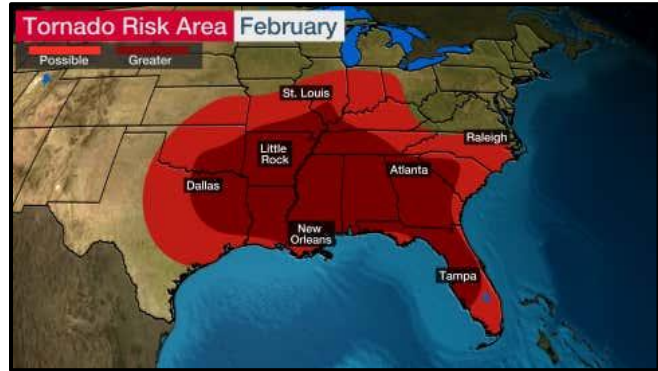 Tornado Risk Area February
Possible Greater
St. Louis
Raleigh
Little
Rock
Atlanta
Dallas
New
Orleans
Tampa